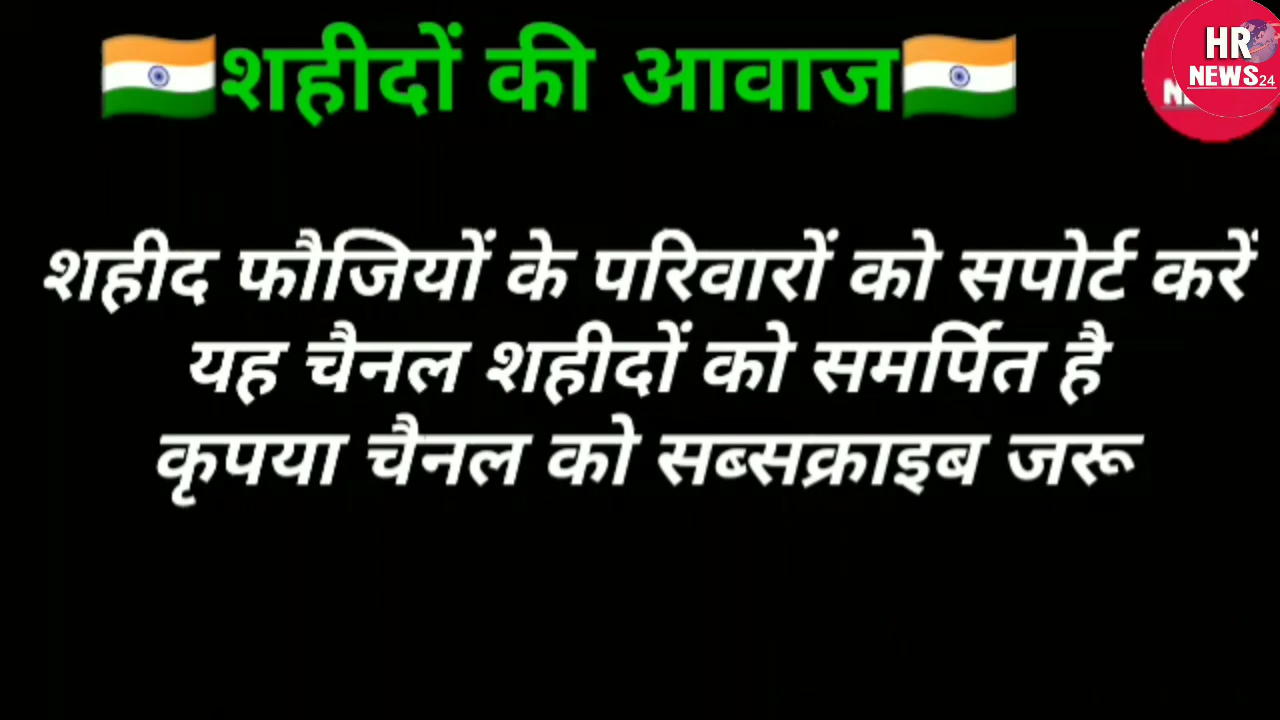 🇮🇳शहीदों की आवाज🇮🇳
HR
NEWS24
शहीद फौजियों के परिवारों को सपोर्ट करें
यह चैनल शहीदों को समर्पित है
कृपया चैनल को सब्सक्राइब जरू